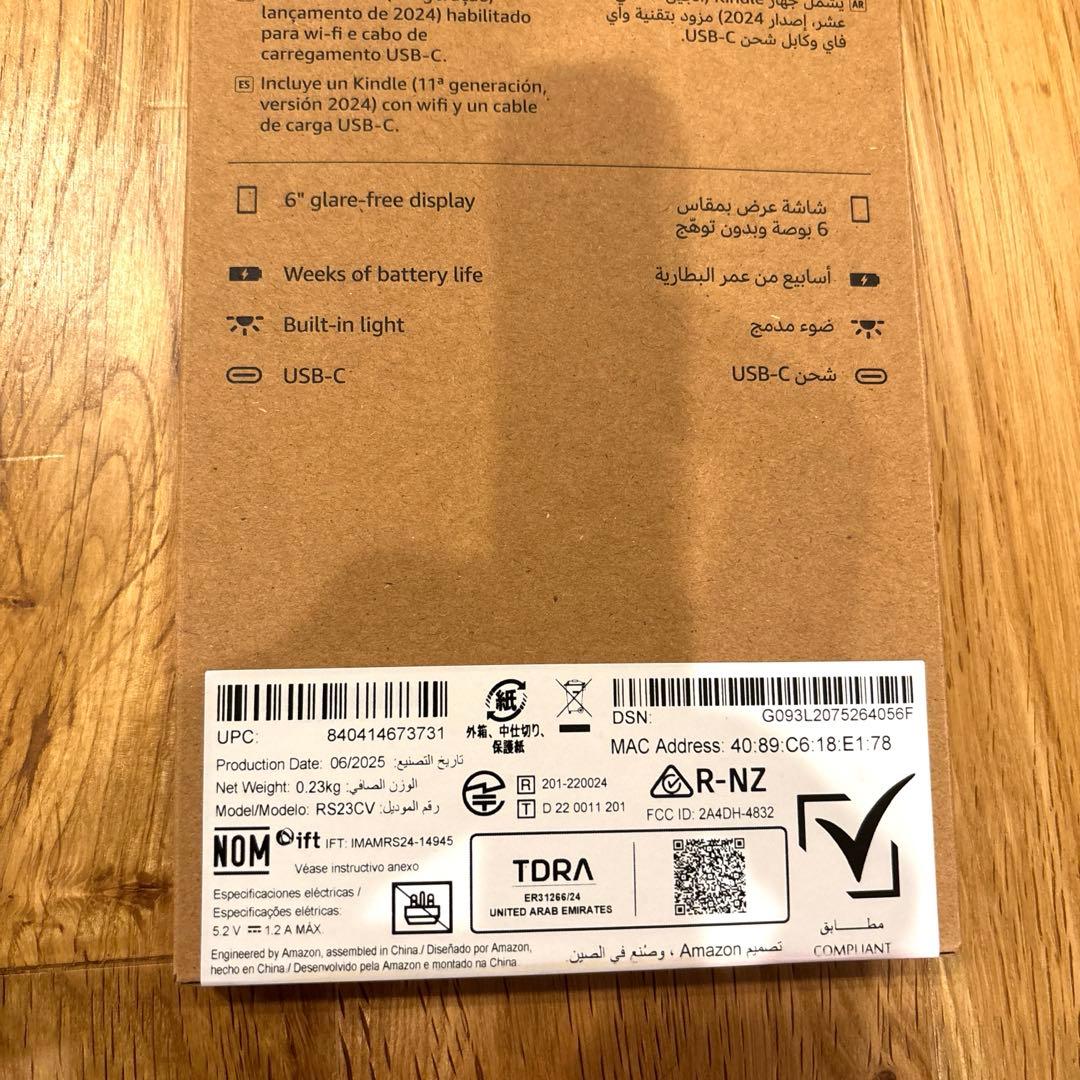 lançamento de 2024) habilitado
para wi-fi e cabo de
carregamento USB-C.
ES Incluye un Kindle (11ª generación,
versión 2024) con wifi y un cable
de carga USB-C.
AR يشمل جهاز Kindle
عشر، إصدار 2024) مزود بتقنية واي
فاي وكابل شحن USB-C.
6" glare-free display
شاشة عرض بمقاس
6 بوصة وبدون توهّج
Weeks of battery life
أسابيع من عمر البطارية
Built-in light
ضوء مدمج
USB-C
شحن USB-C
UPC: 840414673731
紙
外箱、中仕切り、
保護紙
DSN: G093L2075264056F
MAC Address: 40:89:C6:18:E1:78
Production Date: 06/2025 تاريخ التصنيع:
Net Weight: 0.23kg الوزن الصافي:
Model/Modelo: RS23CV رقم الموديل:
R 201-220024
T D 22 0011 201
R-NZ
FCC ID: 2A4DH-4832
NOM ift IFT: IMAMRS24-14945
Véase instructivo anexo
Especificaciones eléctricas /
Especificações elétricas:
5.2 V ⎓ 1.2 A MÁX.
TDRA
ER31266/24
UNITED ARAB EMIRATES
مطابق
COMPLIANT
Engineered by Amazon, assembled in China./ Diseñado por Amazon,
hecho en China./ Desenvolvido pela Amazon e montado na China
تصميم Amazon ، وصُنع في الصين.